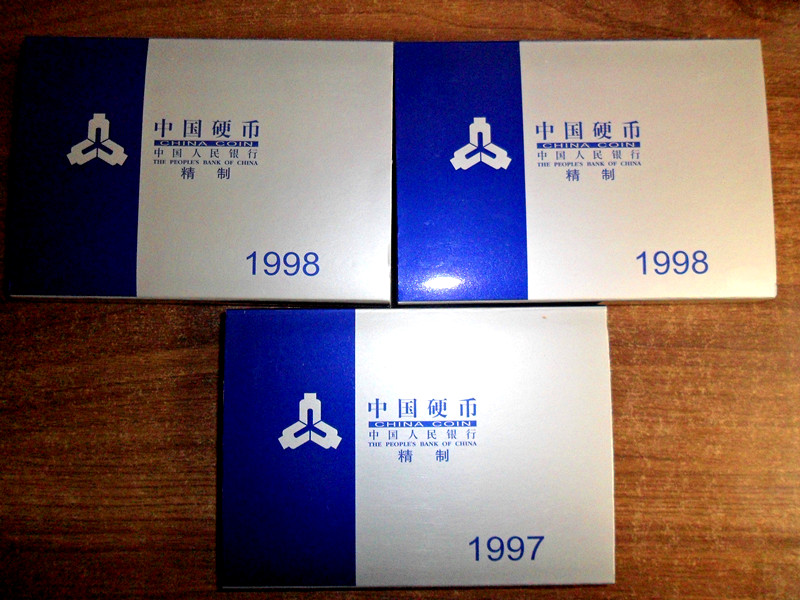 中国硬币
CHINA COIN
中国人民银行
THE PEOPLE'S BANK OF CHINA
精 制
1998
中国硬币
CHINA COIN
中国人民银行
THE PEOPLE'S BANK OF CHINA
精 制
1998
中国硬币
CHINA COIN
中国人民银行
THE PEOPLE'S BANK OF CHINA
精 制
1997